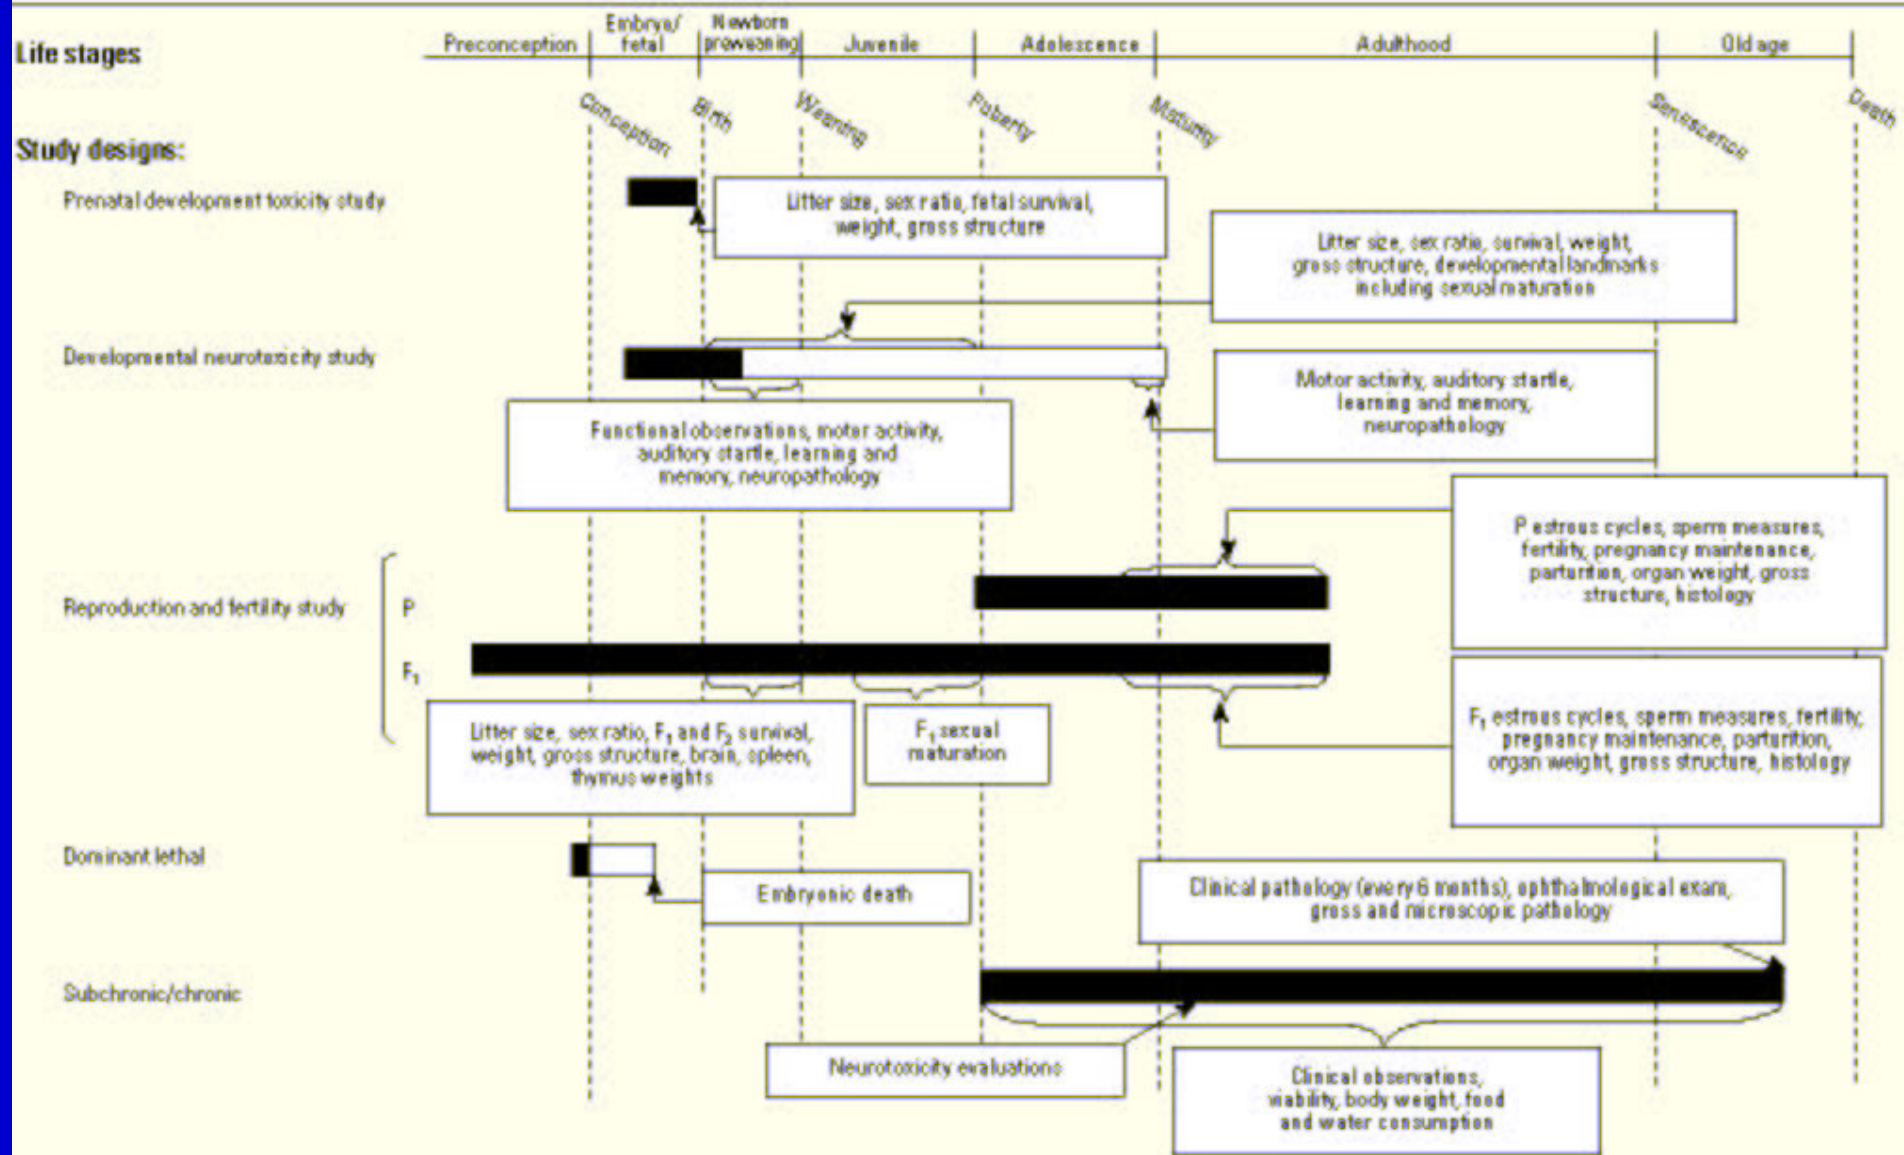 Life stages
Preconception
Embryo/
fetal
Newborn
preweaning
Juvenile
Adolescence
Adulthood
Old age
Conception
Birth
Weaning
Puberty
Maturity
Senescence
Death
Study designs:
Prenatal development toxicity study
Litter size, sex ratio, fetal survival,
weight, gross structure
Litter size, sex ratio, survival, weight,
gross structure, developmental landmarks
including sexual maturation
Developmental neurotoxicity study
Motor activity, auditory startle,
learning and memory,
neuropathology
Functional observations, motor activity,
auditory startle, learning and
memory, neuropathology
P estrous cycles, sperm measures,
fertility, pregnancy maintenance,
parturition, organ weight, gross
structure, histology
Reproduction and fertility study
P
F₁
Litter size, sex ratio, F₁ and F₂ survival,
weight, gross structure, brain, spleen,
thymus weights
F₁ sexual
maturation
F₁ estrous cycles, sperm measures, fertility,
pregnancy maintenance, parturition,
organ weight, gross structure, histology
Dominant lethal
Embryonic death
Clinical pathology (every 6 months), ophthalmological exam,
gross and microscopic pathology
Subchronic/chronic
Neurotoxicity evaluations
Clinical observations,
viability, body weight, food
and water consumption